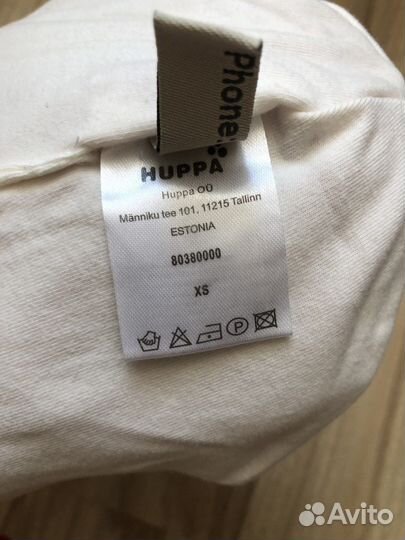 Phone:
HUPPA
Huppa OÜ
Männiku tee 101, 11215 Tallinn
ESTONIA
80380000
XS
P
Avito